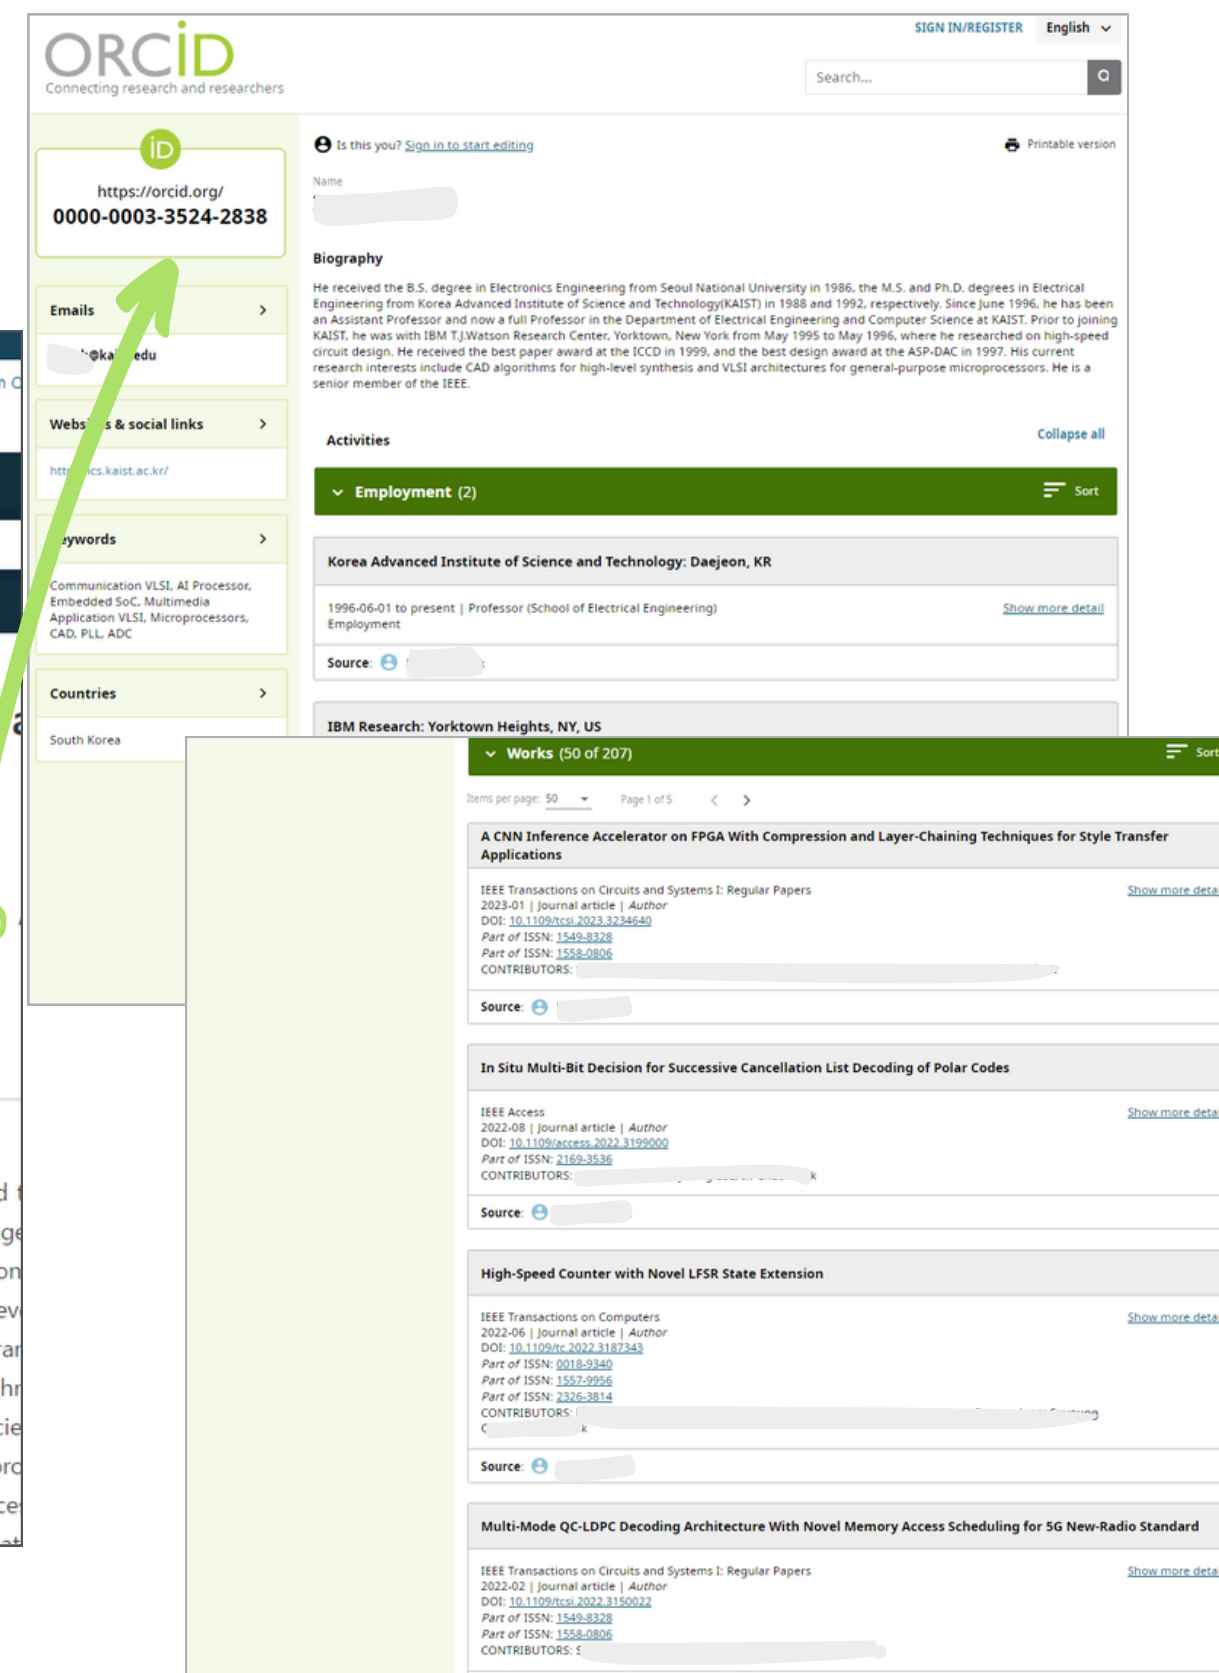 SIGN IN/REGISTER English
ORCiD
Connecting research and researchers
Search...
iD
https://orcid.org/
0000-0003-3524-2838
Emails
edu
& social links
ics.kaist.ac.kr/
Communication VLSI, AI Processor,
Embedded SoC, Multimedia
Application VLSI, Microprocessors,
CAD, PLL, ADC
Countries
South Korea
Is this you? Sign in to start editing
Printable version
Name
Biography
He received the B.S. degree in Electronics Engineering from Seoul National University in 1986, the M.S. and Ph.D. degrees in Electrical
Engineering from Korea Advanced Institute of Science and Technology(KAIST) in 1988 and 1992, respectively. Since June 1996, he has been
an Assistant Professor and now a full Professor in the Department of Electrical Engineering and Computer Science at KAIST. Prior to joining
KAIST, he was with IBM T.J.Watson Research Center, Yorktown, New York from May 1995 to May 1996, where he researched on high-speed
circuit design. He received the best paper award at the ICCD in 1999, and the best design award at the ASP-DAC in 1997. His current
research interests include CAD algorithms for high-level synthesis and VLSI architectures for general-purpose microprocessors. He is a
senior member of the IEEE.
Activities
Collapse all
Employment (2)
Sort
Korea Advanced Institute of Science and Technology: Daejeon, KR
1996-06-01 to present | Professor (School of Electrical Engineering)
Show more detail
Employment
Source:
IBM Research: Yorktown Heights, NY, US
Works (50 of 207)
Sort
Items per page: 50 Page 1 of 5
A CNN Inference Accelerator on FPGA With Compression and Layer-Chaining Techniques for Style Transfer
Applications
IEEE Transactions on Circuits and Systems I: Regular Papers
Show more detai
2023-01 | Journal article | Author
DOI: 10.1109/tcsi.2023.3234640
Part of ISSN: 1549-8328
Part of ISSN: 1558-0806
CONTRIBUTORS:
Source:
In Situ Multi-Bit Decision for Successive Cancellation List Decoding of Polar Codes
IEEE Access
Show more detai
2022-08 | Journal article | Author
DOI: 10.1109/access.2022.3199000
Part of ISSN: 2169-3536
CONTRIBUTORS:
Source:
High-Speed Counter with Novel LFSR State Extension
IEEE Transactions on Computers
Show more detai
2022-06 | Journal article | Author
DOI: 10.1109/tc.2022.3187343
Part of ISSN: 0018-9340
Part of ISSN: 1557-9956
Part of ISSN: 2326-3814
CONTRIBUTORS:
Source:
Multi-Mode QC-LDPC Decoding Architecture With Novel Memory Access Scheduling for 5G New-Radio Standard
IEEE Transactions on Circuits and Systems I: Regular Papers
Show more detai
2022-02 | Journal article | Author
DOI: 10.1109/tcsi.2022.3150022
Part of ISSN: 1549-8328
Part of ISSN: 1558-0806
CONTRIBUTORS: